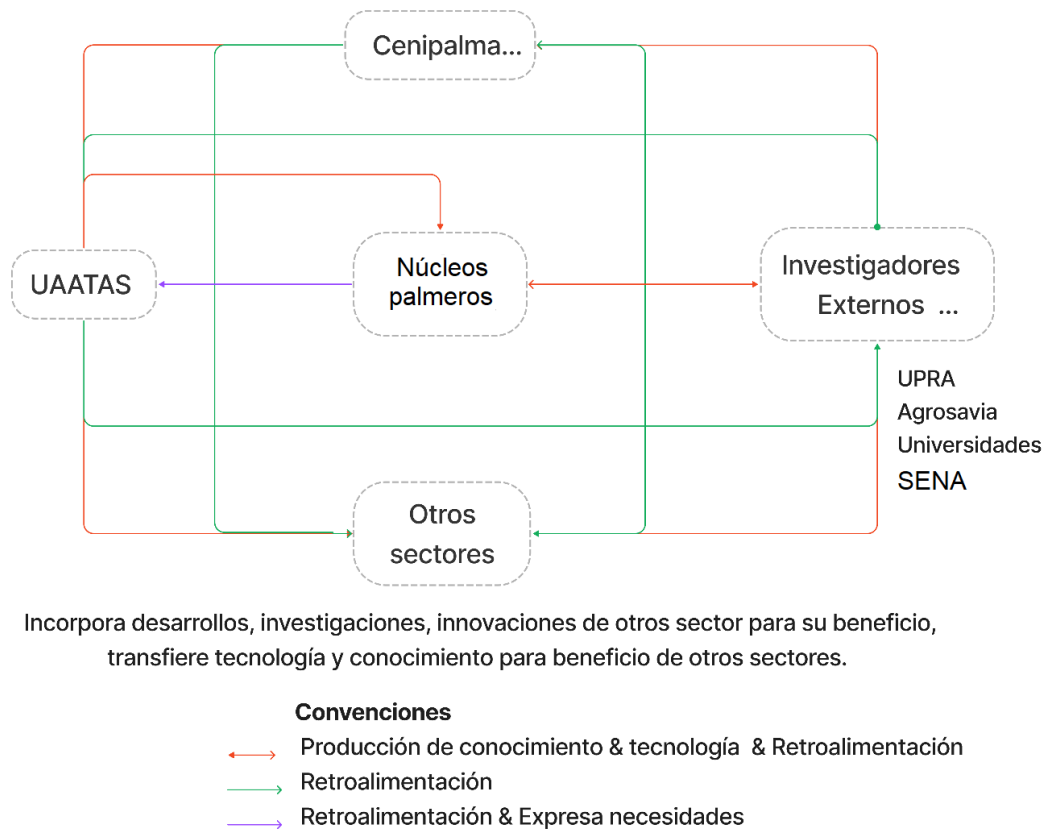 Cenipalma...
UAATAS
Núcleos
palmeros
Investigadores
Externos ...
UPRA
Agrosavia
Universidades
SENA
Otros
sectores
Incorpora desarrollos, investigaciones, innovaciones de otros sector para su beneficio,
transfiere tecnología y conocimiento para beneficio de otros sectores.
Convenciones
Producción de conocimiento & tecnología & Retroalimentación
Retroalimentación
Retroalimentación & Expresa necesidades